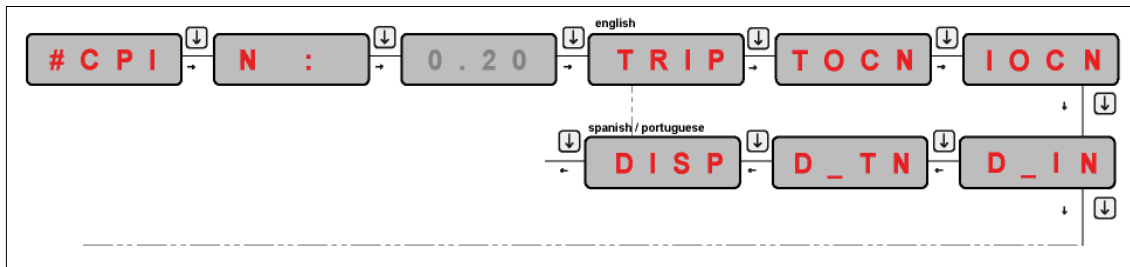 english
#CPI N : 0.20 TRIP TOCN IOCN
spanish / portuguese
DISP D_TN D_IN